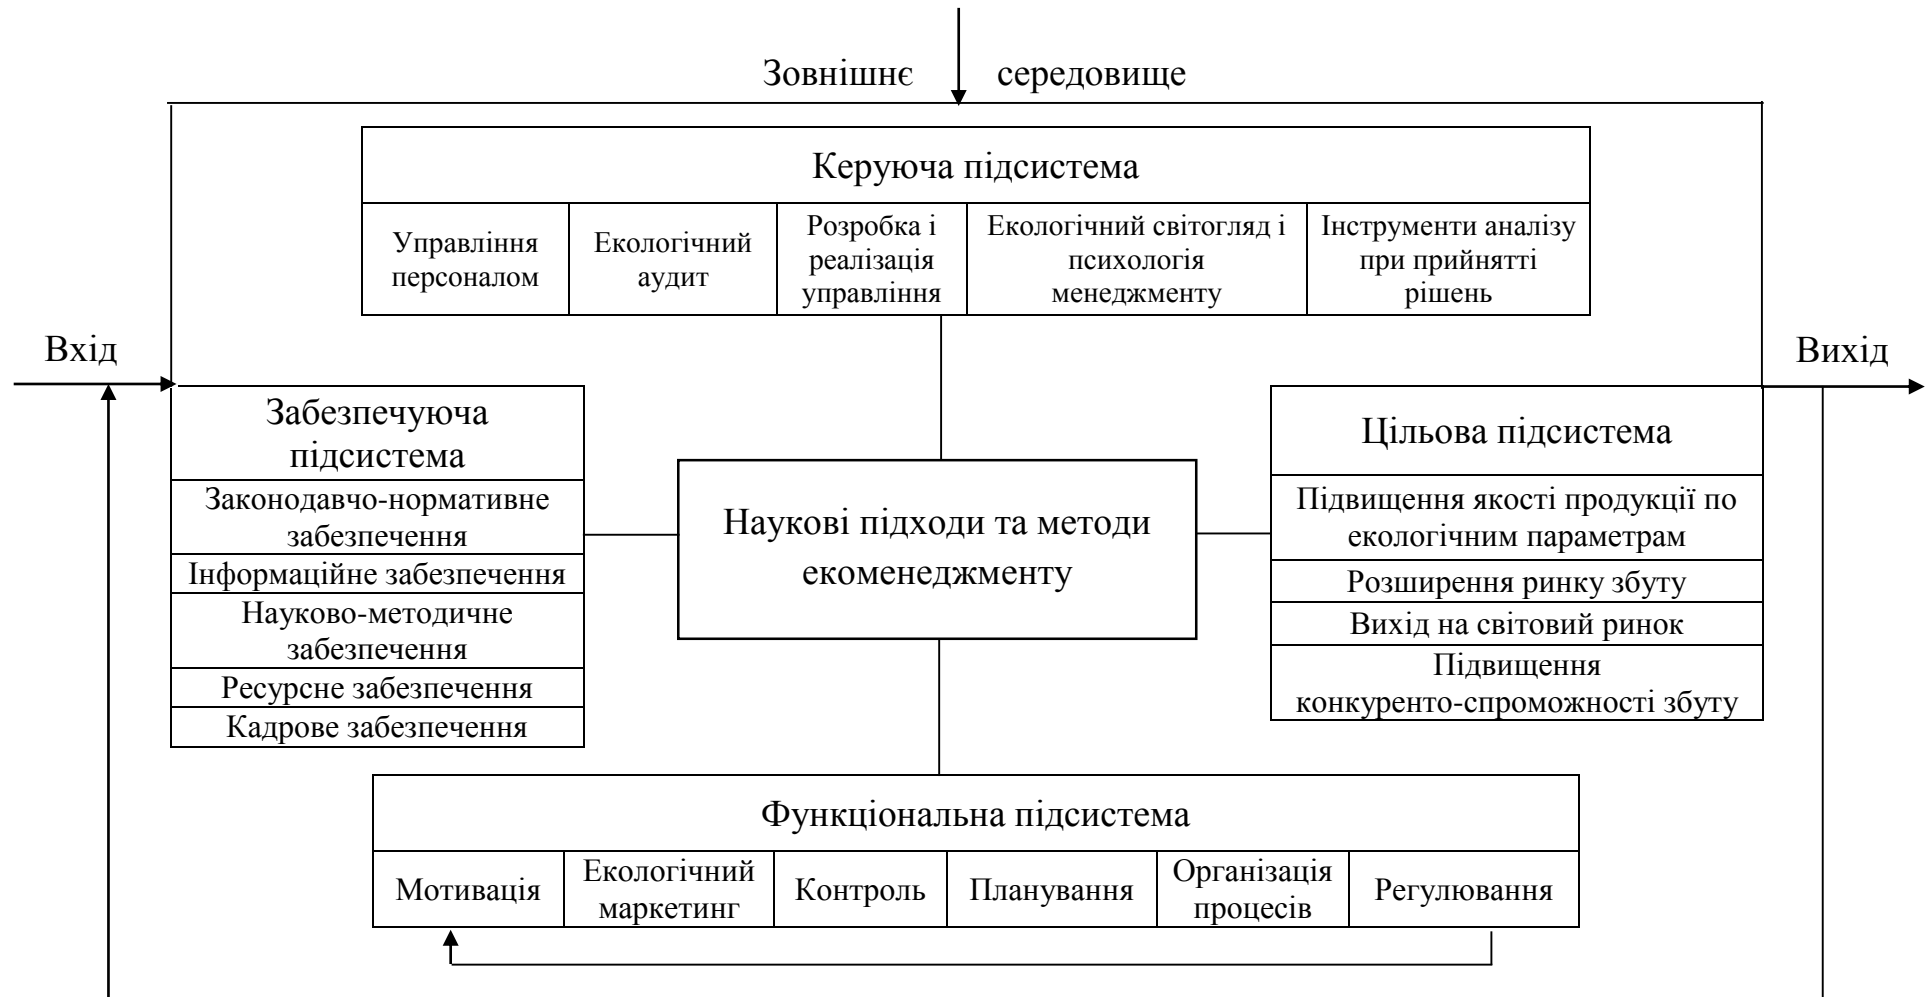 Зовнішнє середовище
Керуюча підсистема
Управління
персоналом
Екологічний
аудит
Розробка і
реалізація
управління
Екологічний світогляд і
психологія
менеджменту
Інструменти аналізу
при прийнятті
рішень
Вхід
Вихід
Забезпечуюча
підсистема
Законодавчо-нормативне
забезпечення
Інформаційне забезпечення
Науково-методичне
забезпечення
Ресурсне забезпечення
Кадрове забезпечення
Наукові підходи та методи
екоменеджменту
Цільова підсистема
Підвищення якості продукції по
екологічним параметрам
Розширення ринку збуту
Вихід на світовий ринок
Підвищення
конкуренто-спроможності збуту
Функціональна підсистема
Мотивація
Екологічний
маркетинг
Контроль
Планування
Організація
процесів
Регулювання